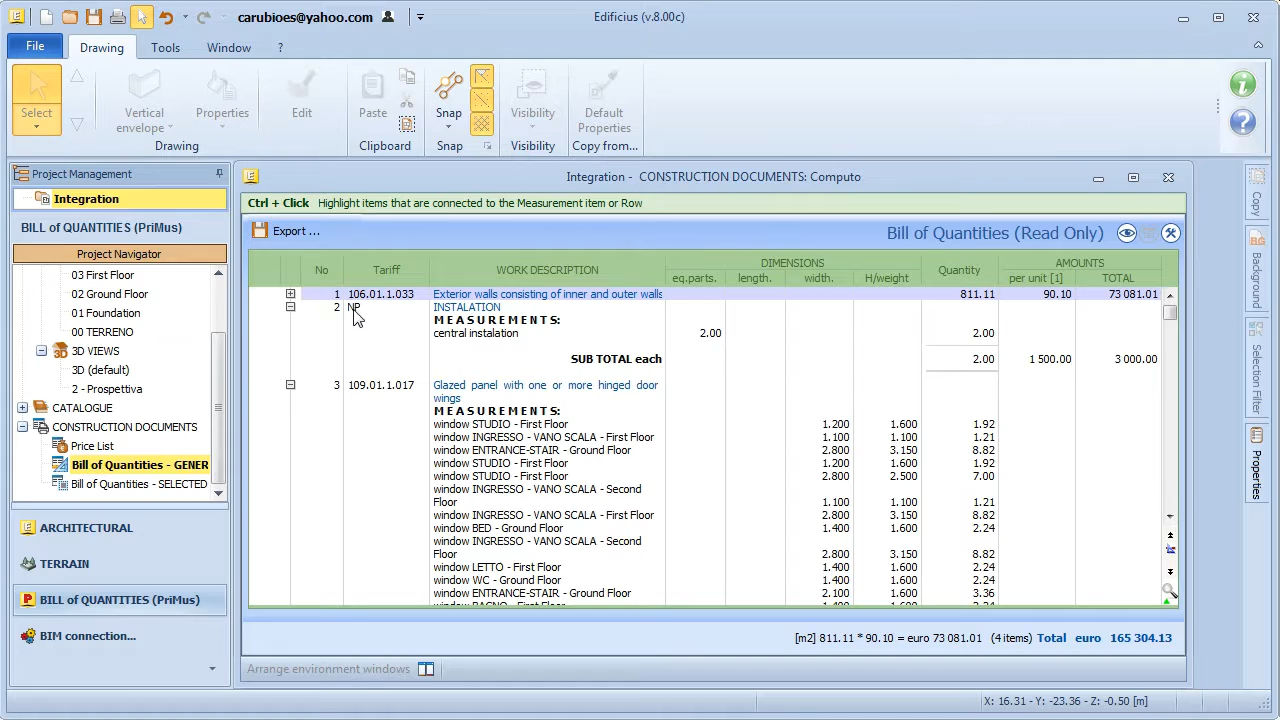 carubioes@yahoo.com
Edificius (v.8.00c)
File Drawing Tools Window ?
Select
Vertical envelope
Properties
Edit
Drawing
Paste
Clipboard
Snap
Snap
Visibility
Visibility
Default Properties
Copy from...
Project Management
Integration
BILL of QUANTITIES (PriMus)
Project Navigator
03 First Floor
02 Ground Floor
01 Foundation
00 TERRENO
3D VIEWS
3D (default)
2 - Prospettiva
CATALOGUE
CONSTRUCTION DOCUMENTS
Price List
Bill of Quantities - GENER
Bill of Quantities - SELECTED
ARCHITECTURAL
TERRAIN
BILL of QUANTITIES (PriMus)
BIM connection...
Integration - CONSTRUCTION DOCUMENTS: Computo
Ctrl + Click Highlight items that are connected to the Measurement item or Row
Export ...
Bill of Quantities (Read Only)
DIMENSIONS AMOUNTS
No Tariff WORK DESCRIPTION eq.parts. length. width. H/weight Quantity per unit [1] TOTAL
1 106.01.1.033 Exterior walls consisting of inner and outer walls 811.11 90.10 73 081.01
2 NP INSTALATION
MEASUREMENTS:
central instalation 2.00 2.00
SUB TOTAL each 2.00 1 500.00 3 000.00
3 109.01.1.017 Glazed panel with one or more hinged door
wings
MEASUREMENTS:
window STUDIO - First Floor 1.200 1.600 1.92
window INGRESSO - VANO SCALA - First Floor 1.100 1.100 1.21
window ENTRANCE-STAIR - Ground Floor 2.800 3.150 8.82
window STUDIO - First Floor 1.200 1.600 1.92
window STUDIO - First Floor 2.800 2.500 7.00
window INGRESSO - VANO SCALA - Second
Floor 1.100 1.100 1.21
window INGRESSO - VANO SCALA - First Floor 2.800 3.150 8.82
window BED - Ground Floor 1.400 1.600 2.24
window INGRESSO - VANO SCALA - Second
Floor 2.800 3.150 8.82
window LETTO - First Floor 1.400 1.600 2.24
window WC - Ground Floor 1.400 1.600 2.24
window ENTRANCE-STAIR - Ground Floor 2.100 1.600 3.36
[m2] 811.11 * 90.10 = euro 73 081.01 (4 items) Total euro 165 304.13
Arrange environment windows
X: 16.31 - Y: -23.36 - Z: -0.50 [m]
Copy
Background
Selection Filter
Properties